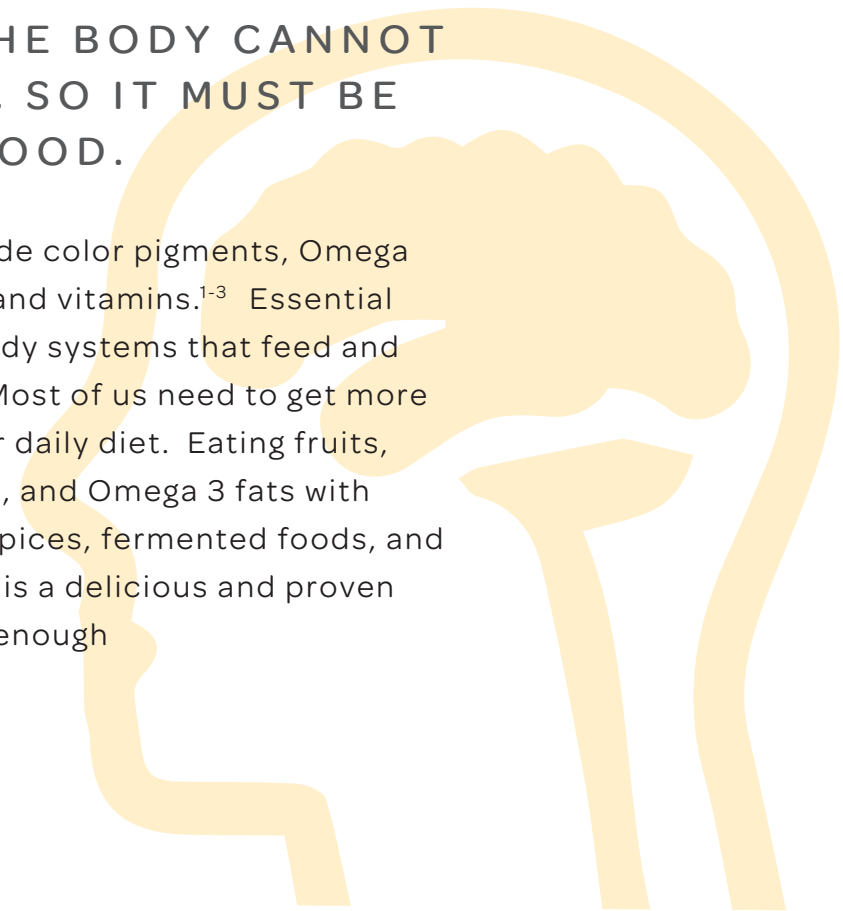 HE BODY CANNOT
SO IT MUST BE
OOD.
de color pigments, Omega
and vitamins.1-3 Essential
dy systems that feed and
Most of us need to get more
r daily diet. Eating fruits,
, and Omega 3 fats with
pices, fermented foods, and
is a delicious and proven
enough